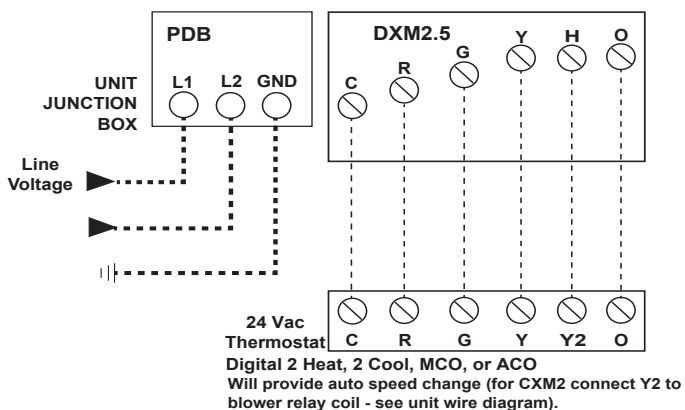 PDB
L1 L2 GND
UNIT
JUNCTION
BOX
Line
Voltage
DXM2.5
C R G Y H O
24 Vac
Thermostat
C R G Y Y2 O
Digital 2 Heat, 2 Cool, MCO, or ACO
Will provide auto speed change (for CXM2 connect Y2 to
blower relay coil - see unit wire diagram).